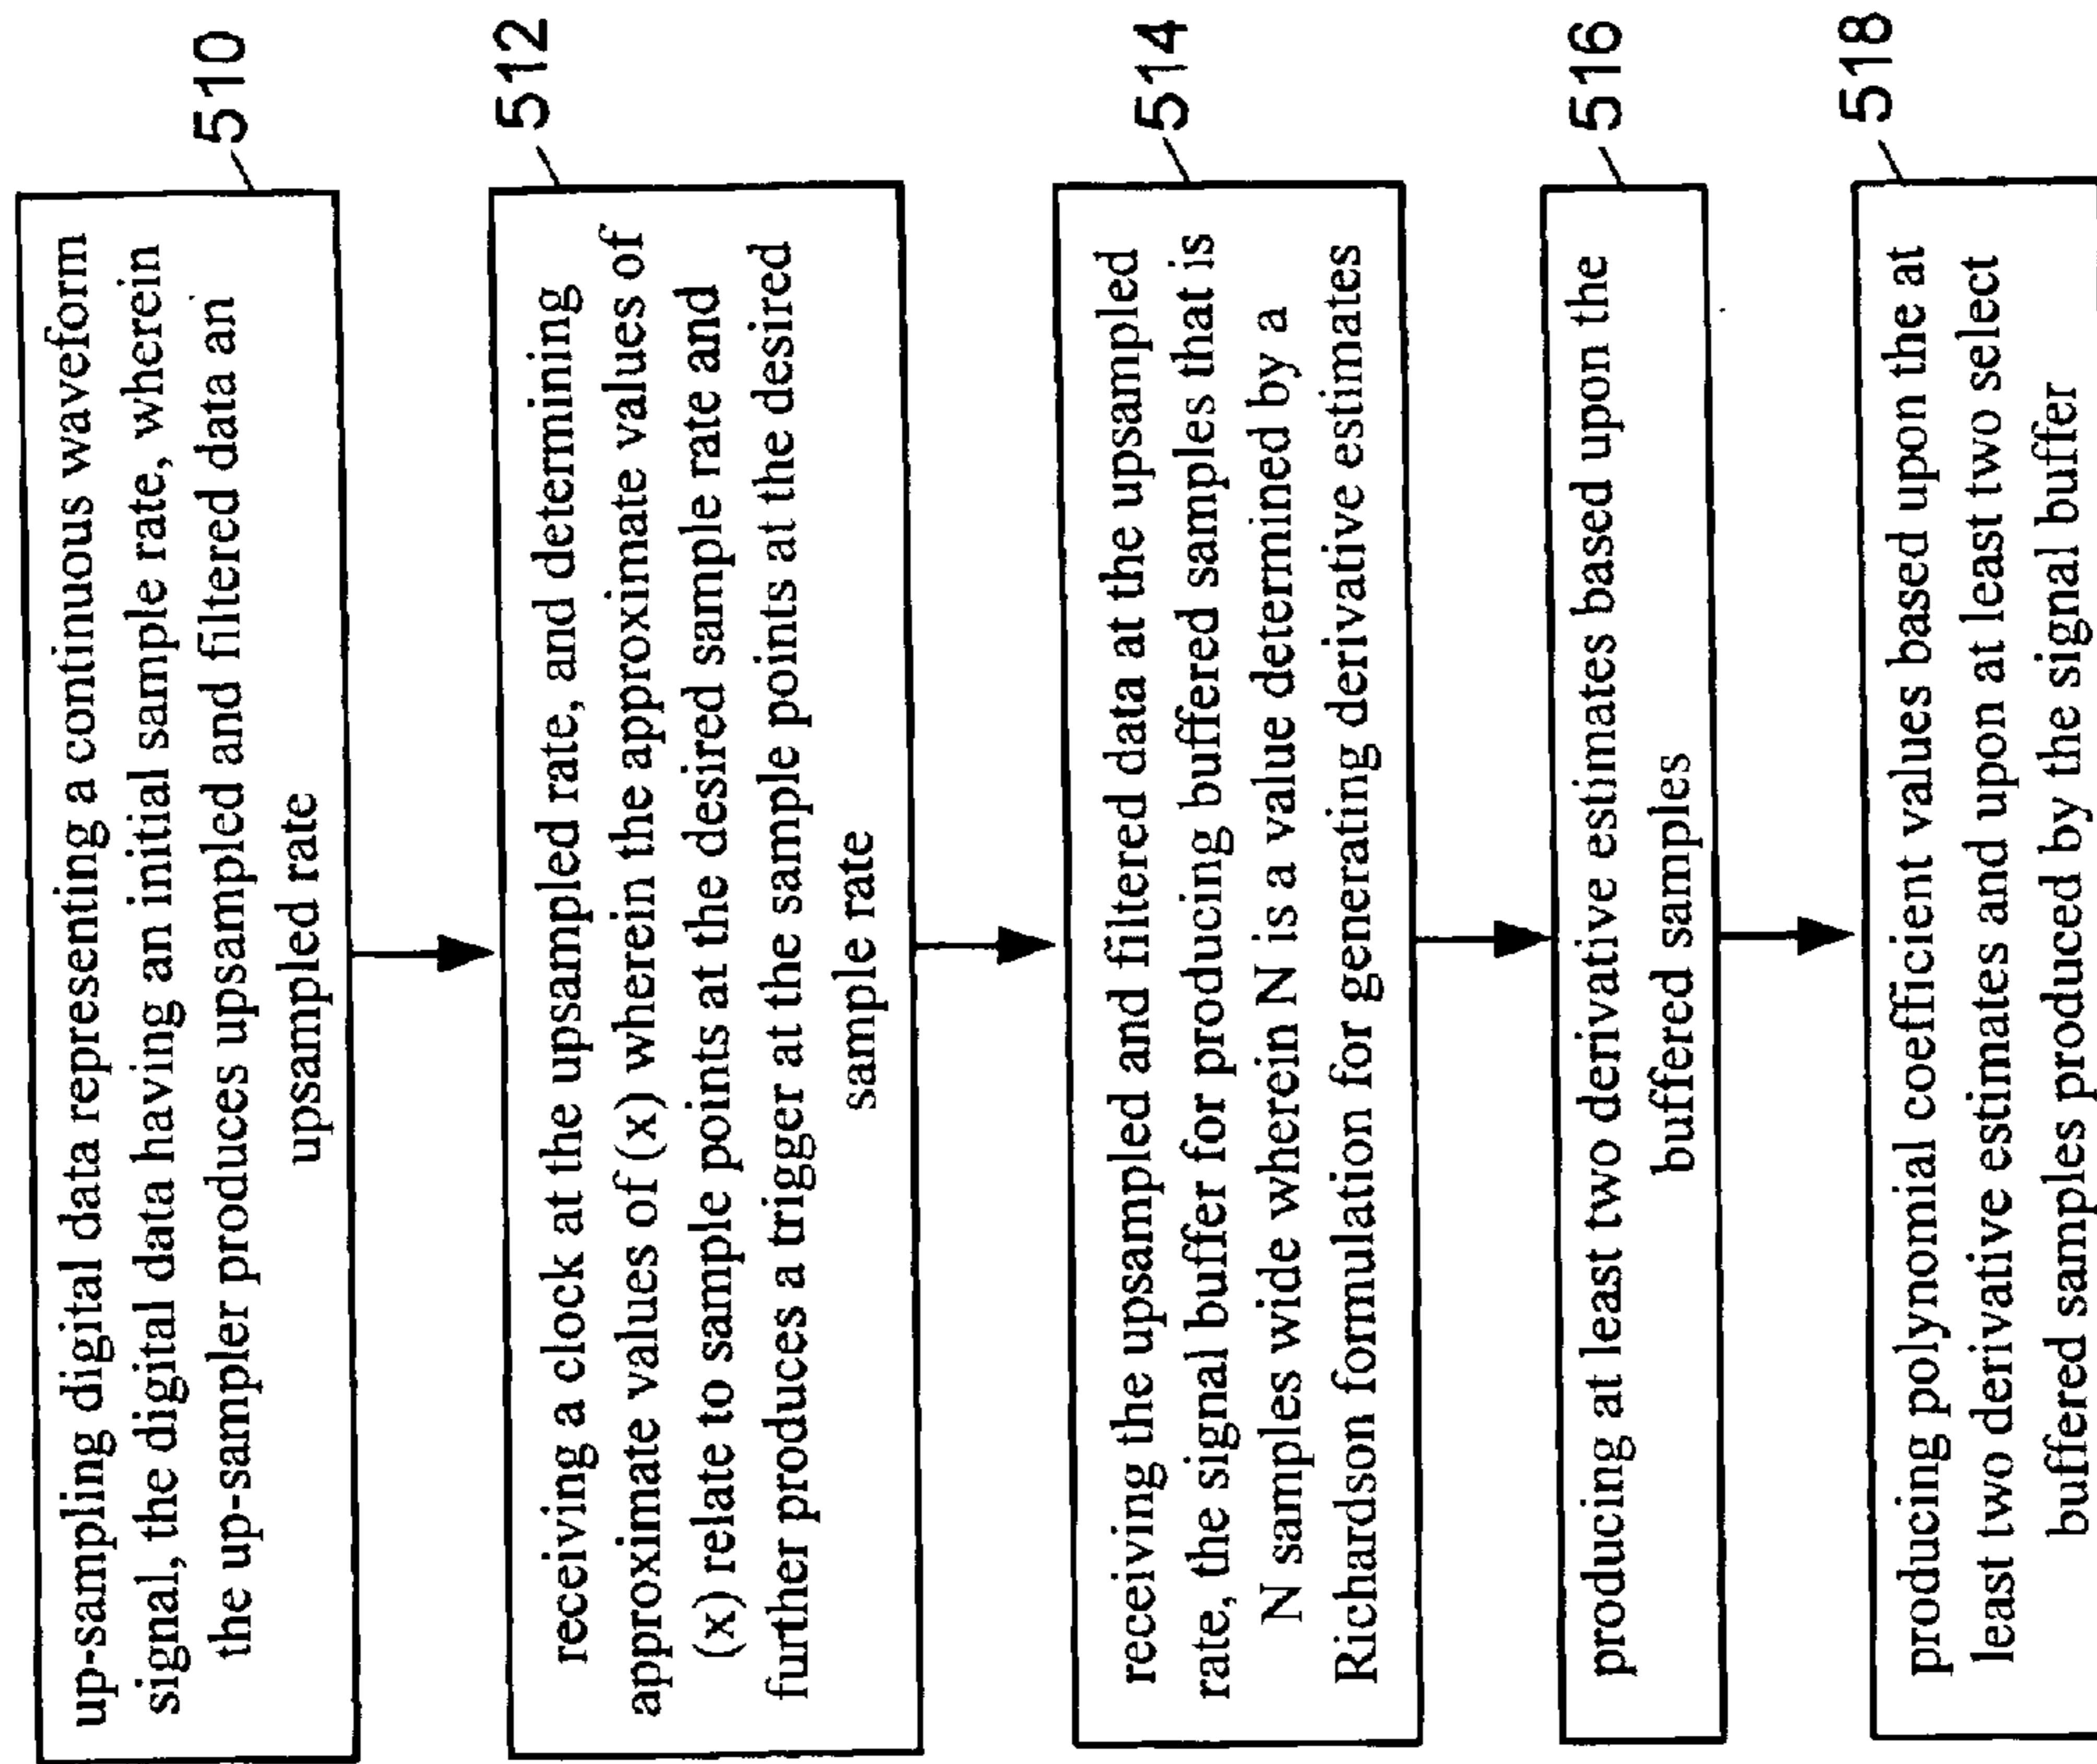 up-sampling digital data representing a continuous waveform
signal, the digital data having an initial sample rate, wherein
the up-sampler produces upsampled and filtered data an
upsampled rate
510
receiving a clock at the upsampled rate, and determining
approximate values of (x) wherein the approximate values of
(x) relate to sample points at the desired sample rate and
further produces a trigger at the sample points at the desired
sample rate
512
receiving the upsampled and filtered data at the upsampled
rate, the signal buffer for producing buffered samples that is
N samples wide wherein N is a value determined by a
Richardson formulation for generating derivative estimates
514
producing at least two derivative estimates based upon the
buffered samples
516
producing polynomial coefficient values based upon the at
least two derivative estimates and upon at least two select
buffered samples produced by the signal buffer
518